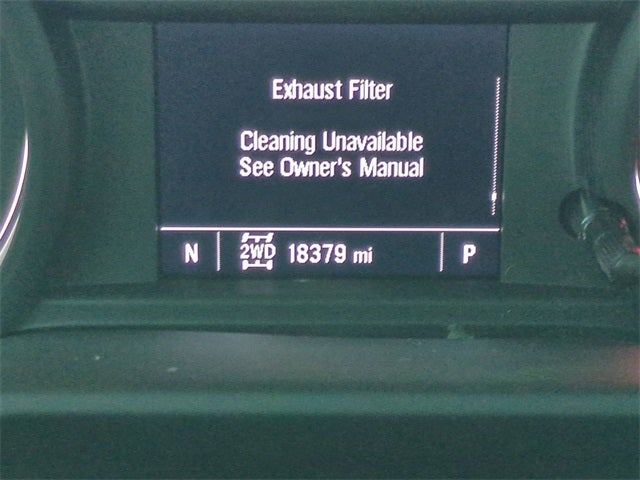 Exhaust Filter
Cleaning Unavailable
See Owner's Manual
N 2WD 18379 mi P